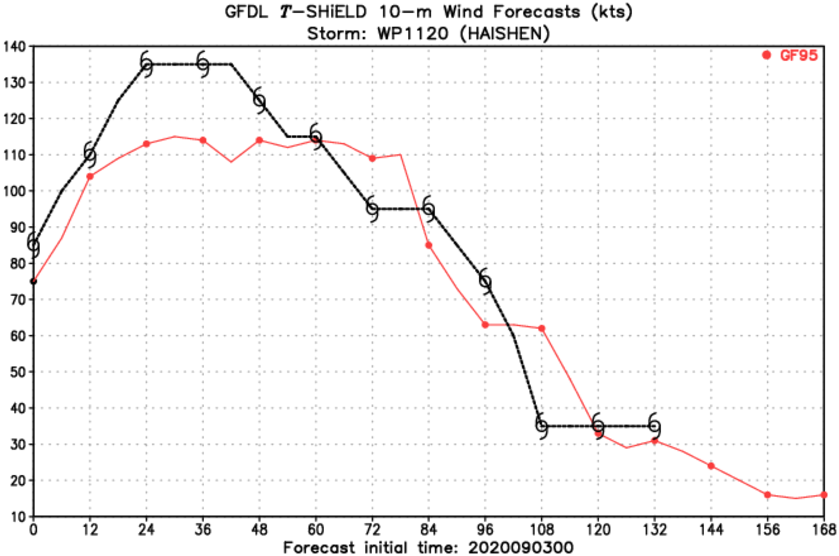 GFDL T-SHiELD 10-m Wind Forecasts (kts)
Storm: WP1120 (HAISHEN)
GF95
140
130
120
110
100
90
80
70
60
50
40
30
20
10
0 12 24 36 48 60 72 84 96 108 120 132 144 156 168
Forecast initial time: 2020090300